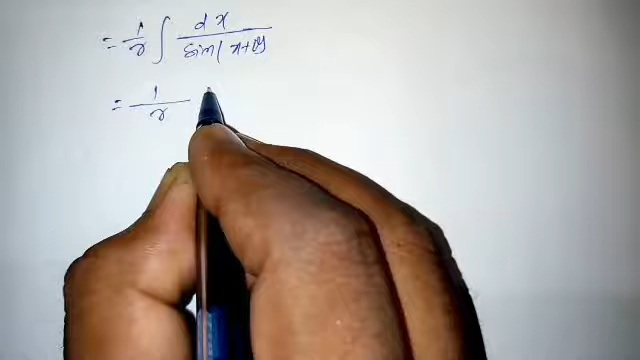 = 1/r ∫ dx / sin(x+θ)
= 1/r